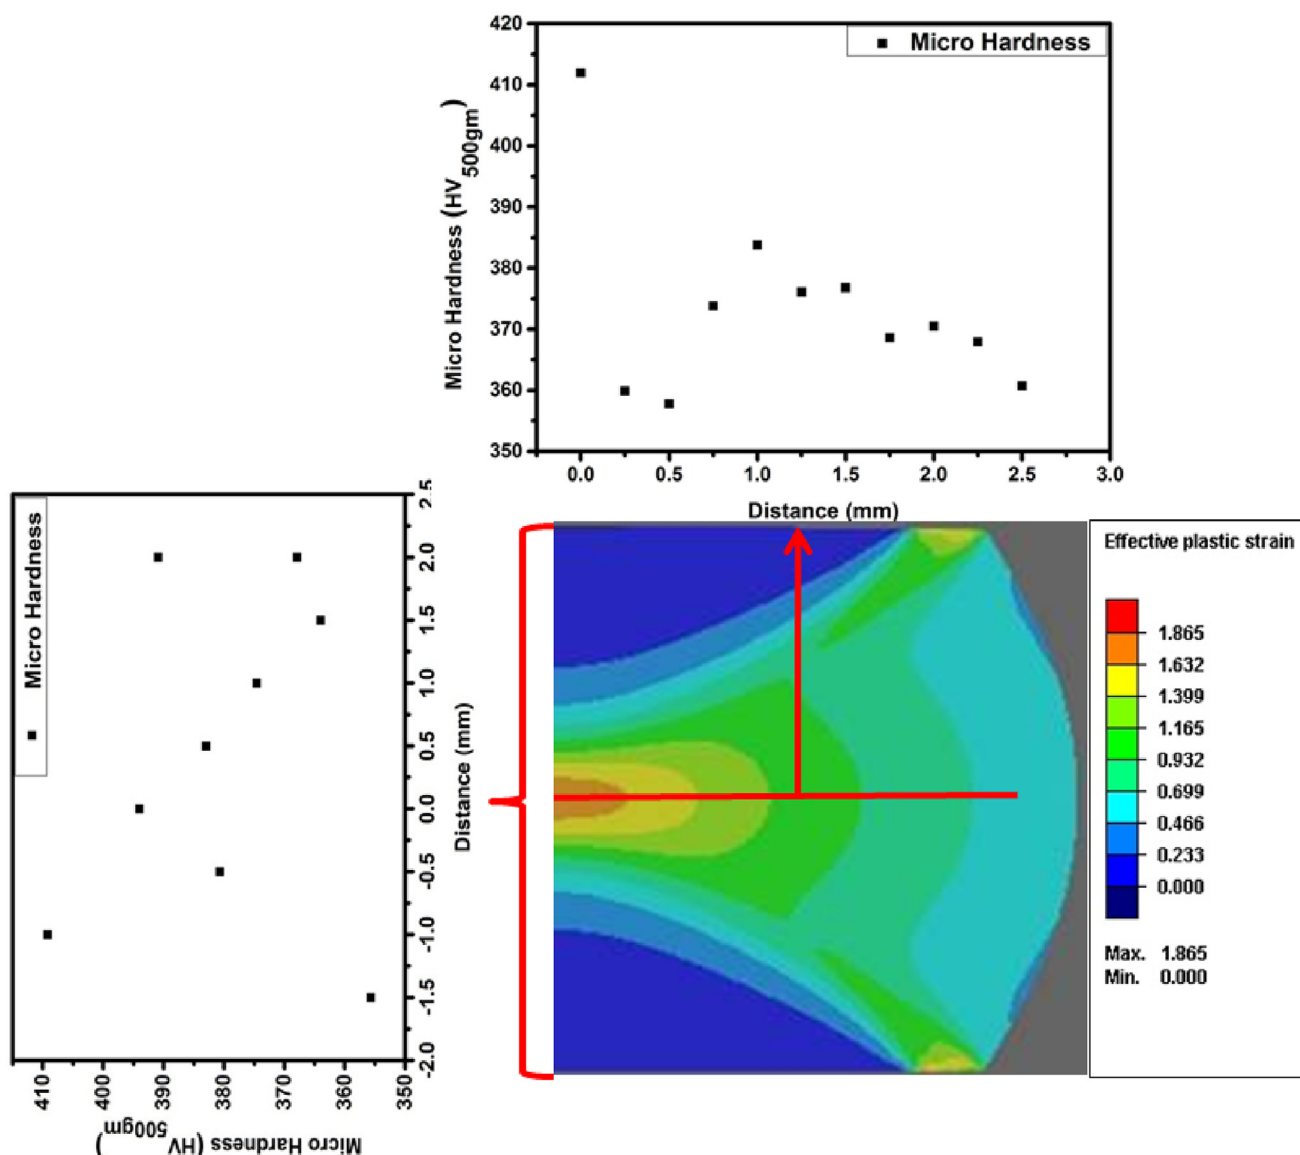 420
410
400
390
380
370
360
350
Micro Hardness (HV500gm)
Micro Hardness
0.0 0.5 1.0 1.5 2.0 2.5 3.0
Distance (mm)
Micro Hardness
2.5
2.0
1.5
1.0
0.5
0.0
-0.5
-1.0
-1.5
-2.0
Distance (mm)
410 400 390 380 370 360 350
Micro Hardness (HV500gm)
Effective plastic strain
1.865
1.632
1.399
1.165
0.932
0.699
0.466
0.233
0.000
Max. 1.865
Min. 0.000